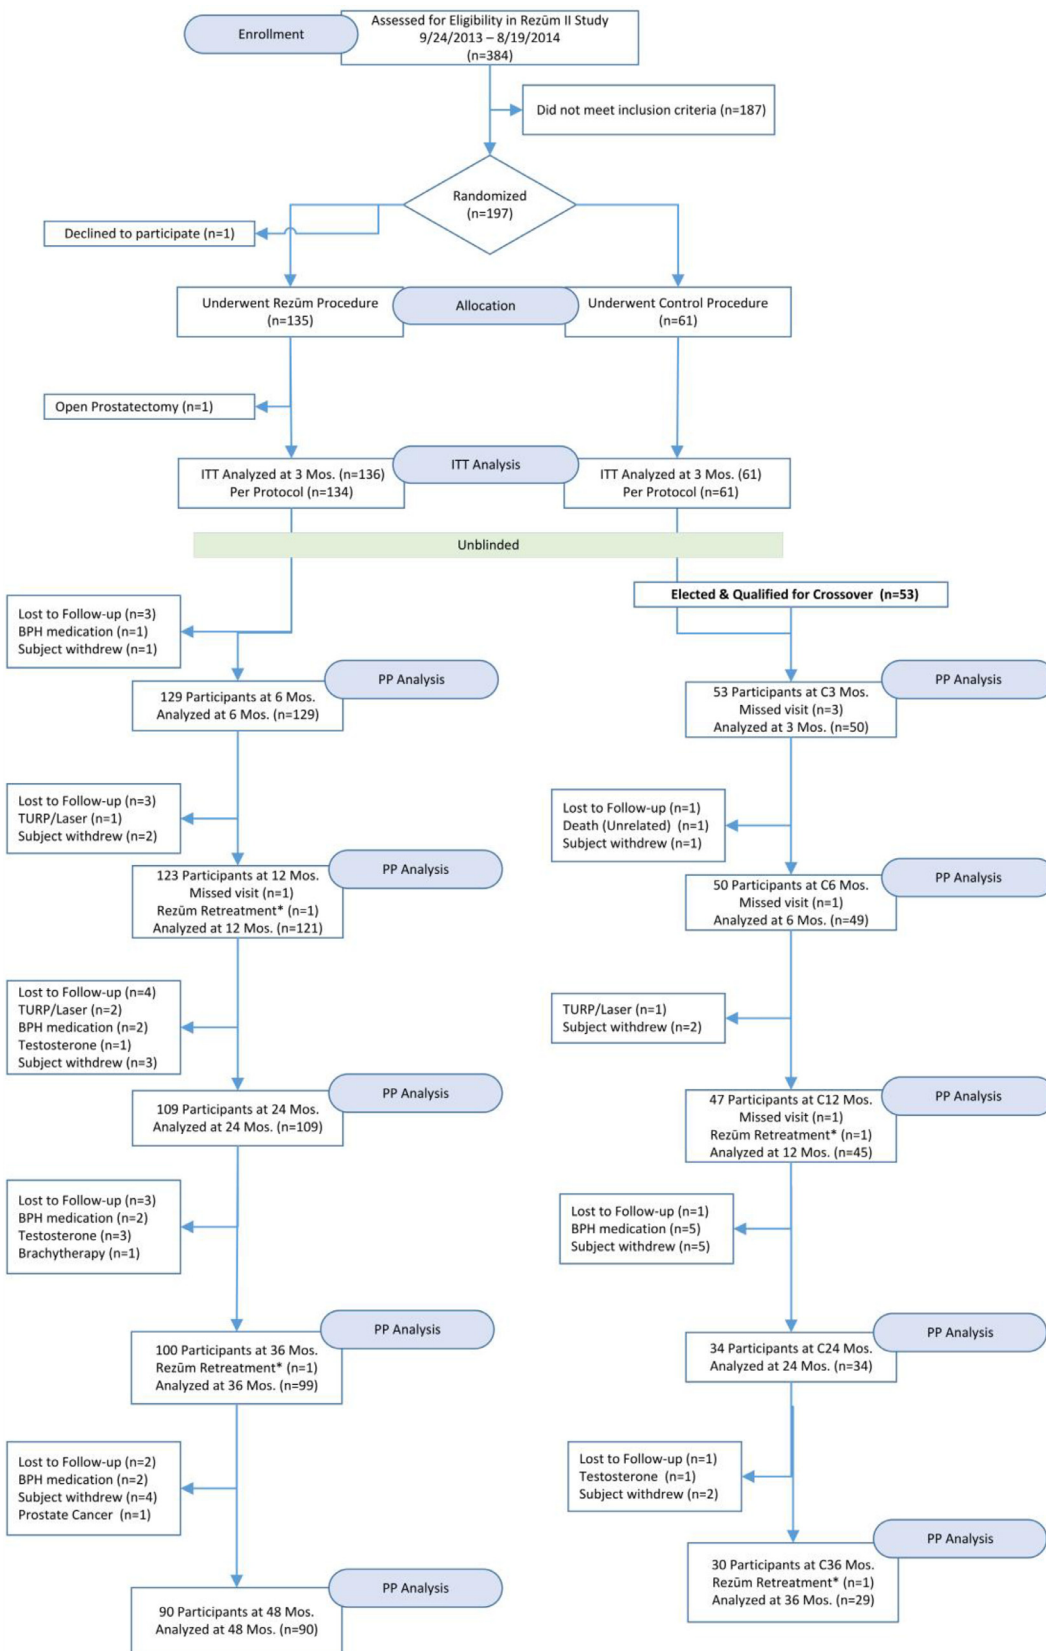 Enrollment
Assessed for Eligibility in Rezūm II Study
9/24/2013 – 8/19/2014
(n=384)
Did not meet inclusion criteria (n=187)
Randomized
(n=197)
Declined to participate (n=1)
Underwent Rezūm Procedure
(n=135)
Allocation
Underwent Control Procedure
(n=61)
Open Prostatectomy (n=1)
ITT Analyzed at 3 Mos. (n=136)
Per Protocol (n=134)
ITT Analysis
ITT Analyzed at 3 Mos. (61)
Per Protocol (n=61)
Unblinded
Elected & Qualified for Crossover (n=53)
Lost to Follow-up (n=3)
BPH medication (n=1)
Subject withdrew (n=1)
PP Analysis
129 Participants at 6 Mos.
Analyzed at 6 Mos. (n=129)
PP Analysis
53 Participants at C3 Mos.
Missed visit (n=3)
Analyzed at 3 Mos. (n=50)
Lost to Follow-up (n=3)
TURP/Laser (n=1)
Subject withdrew (n=2)
Lost to Follow-up (n=1)
Death (Unrelated) (n=1)
Subject withdrew (n=1)
PP Analysis
123 Participants at 12 Mos.
Missed visit (n=1)
Rezūm Retreatment* (n=1)
Analyzed at 12 Mos. (n=121)
PP Analysis
50 Participants at C6 Mos.
Missed visit (n=1)
Analyzed at 6 Mos. (n=49)
Lost to Follow-up (n=4)
TURP/Laser (n=2)
BPH medication (n=2)
Testosterone (n=1)
Subject withdrew (n=3)
TURP/Laser (n=1)
Subject withdrew (n=2)
PP Analysis
109 Participants at 24 Mos.
Analyzed at 24 Mos. (n=109)
PP Analysis
47 Participants at C12 Mos.
Missed visit (n=1)
Rezūm Retreatment* (n=1)
Analyzed at 12 Mos. (n=45)
Lost to Follow-up (n=3)
BPH medication (n=2)
Testosterone (n=3)
Brachytherapy (n=1)
Lost to Follow-up (n=1)
BPH medication (n=5)
Subject withdrew (n=5)
PP Analysis
100 Participants at 36 Mos.
Rezūm Retreatment* (n=1)
Analyzed at 36 Mos. (n=99)
PP Analysis
34 Participants at C24 Mos.
Analyzed at 24 Mos. (n=34)
Lost to Follow-up (n=2)
BPH medication (n=2)
Subject withdrew (n=4)
Prostate Cancer (n=1)
Lost to Follow-up (n=1)
Testosterone (n=1)
Subject withdrew (n=2)
PP Analysis
30 Participants at C36 Mos.
Rezūm Retreatment* (n=1)
Analyzed at 36 Mos. (n=29)
PP Analysis
90 Participants at 48 Mos.
Analyzed at 48 Mos. (n=90)